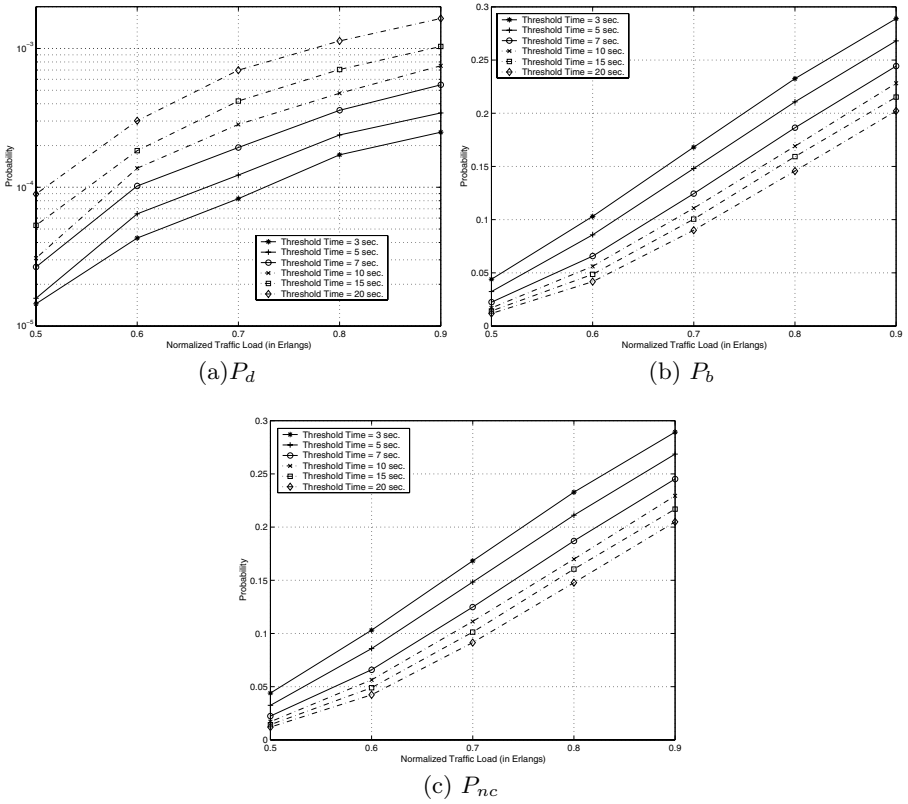 10⁻³
10⁻⁴
10⁻⁵
Probability
Threshold Time = 3 sec.
Threshold Time = 5 sec.
Threshold Time = 7 sec.
Threshold Time = 10 sec.
Threshold Time = 15 sec.
Threshold Time = 20 sec.
0.5 0.6 0.7 0.8 0.9
Normalized Traffic Load (in Erlangs)
(a)P_d
0.3
0.25
0.2
0.15
0.1
0.05
0
Probability
Threshold Time = 3 sec.
Threshold Time = 5 sec.
Threshold Time = 7 sec.
Threshold Time = 10 sec.
Threshold Time = 15 sec.
Threshold Time = 20 sec.
0.5 0.6 0.7 0.8 0.9
Normalized Traffic Load (in Erlangs)
(b) P_b
0.3
0.25
0.2
0.15
0.1
0.05
0
Probability
Threshold Time = 3 sec.
Threshold Time = 5 sec.
Threshold Time = 7 sec.
Threshold Time = 10 sec.
Threshold Time = 15 sec.
Threshold Time = 20 sec.
0.5 0.6 0.7 0.8 0.9
Normalized Traffic Load (in Erlangs)
(c) P_nc